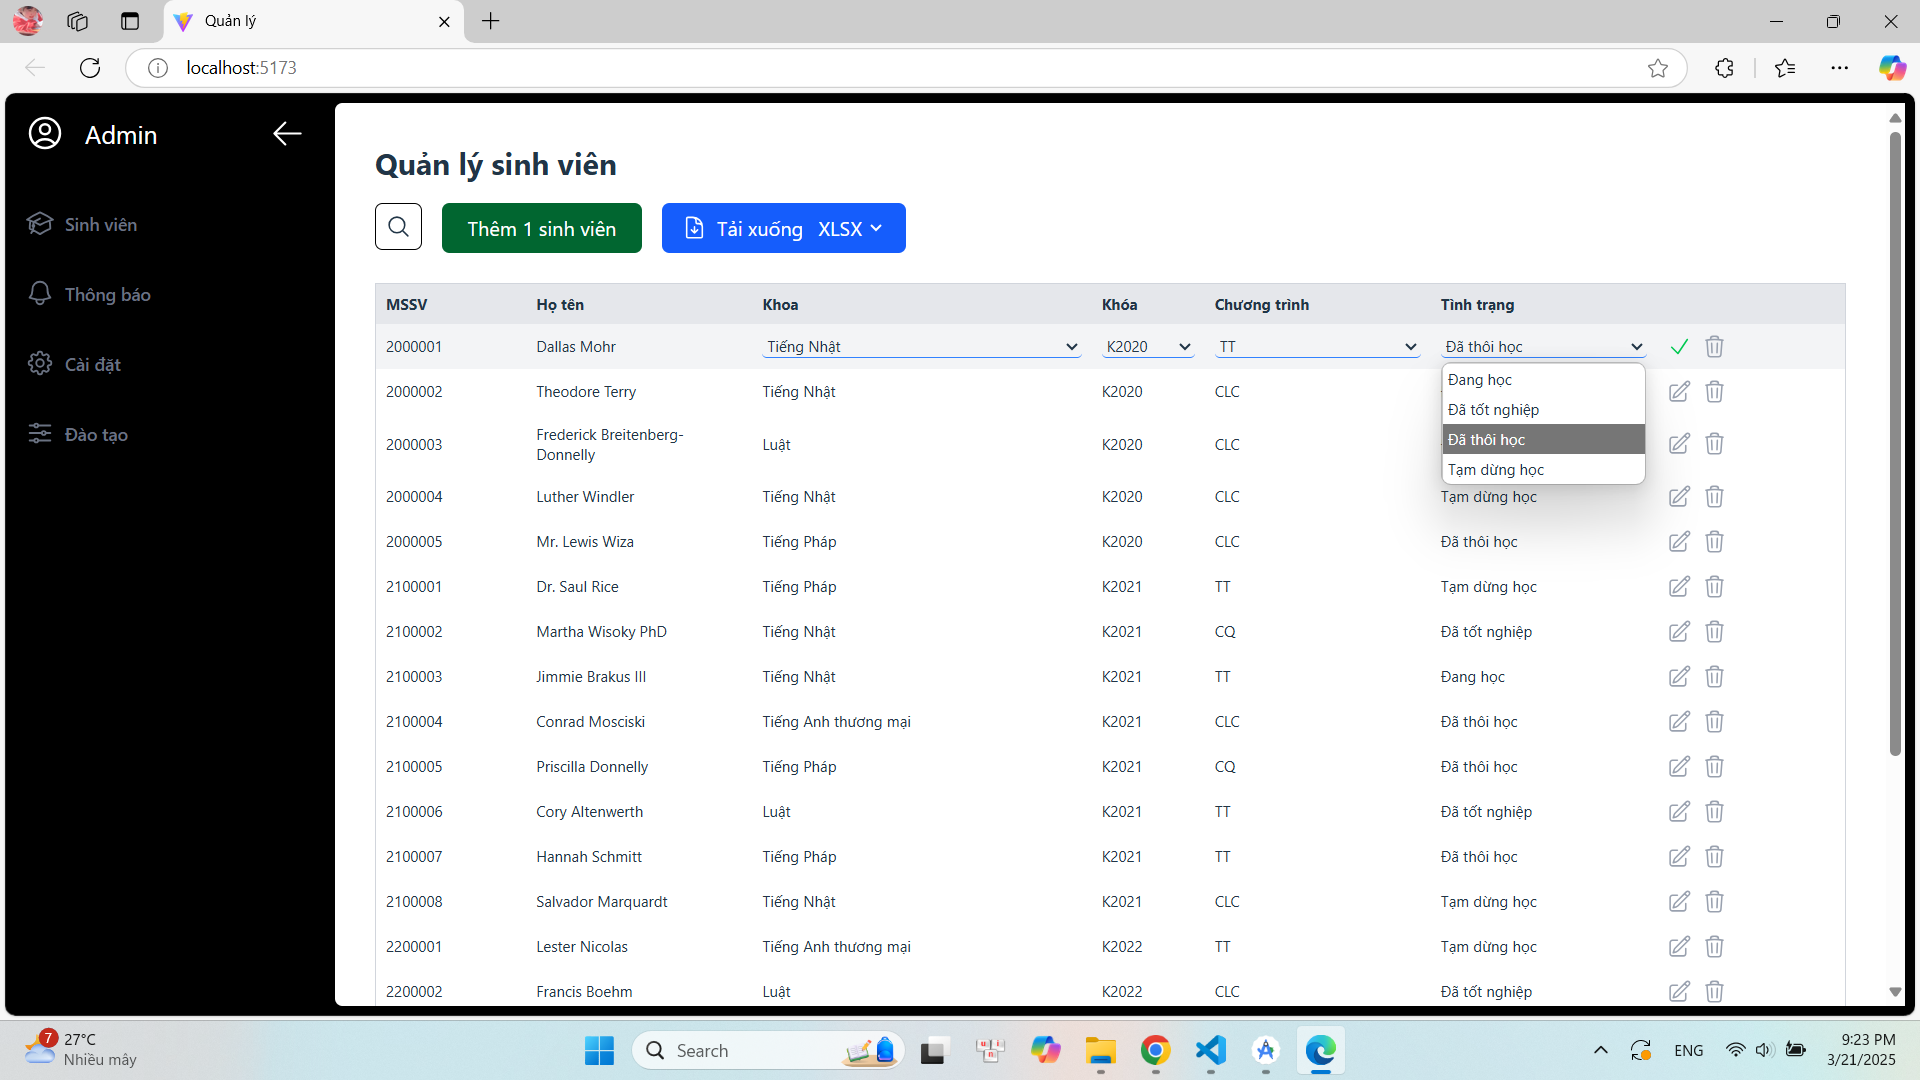 Quản lý
localhost:5173
Admin
Sinh viên
Thông báo
Cài đặt
Đào tạo
Quản lý sinh viên
Thêm 1 sinh viên
Tải xuống XLSX
MSSV Họ tên Khoa Khóa Chương trình Tình trạng
2000001 Dallas Mohr Tiếng Nhật K2020 TT Đã thôi học
Đang học
Đã tốt nghiệp
Đã thôi học
Tạm dừng học
2000002 Theodore Terry Tiếng Nhật K2020 CLC
2000003 Frederick Breitenberg-
Donnelly Luật K2020 CLC
2000004 Luther Windler Tiếng Nhật K2020 CLC Tạm dừng học
2000005 Mr. Lewis Wiza Tiếng Pháp K2020 CLC Đã thôi học
2100001 Dr. Saul Rice Tiếng Pháp K2021 TT Tạm dừng học
2100002 Martha Wisoky PhD Tiếng Nhật K2021 CQ Đã tốt nghiệp
2100003 Jimmie Brakus III Tiếng Nhật K2021 TT Đang học
2100004 Conrad Mosciski Tiếng Anh thương mại K2021 CLC Đã thôi học
2100005 Priscilla Donnelly Tiếng Pháp K2021 CQ Đã thôi học
2100006 Cory Altenwerth Luật K2021 TT Đã tốt nghiệp
2100007 Hannah Schmitt Tiếng Pháp K2021 TT Đã thôi học
2100008 Salvador Marquardt Tiếng Nhật K2021 CLC Tạm dừng học
2200001 Lester Nicolas Tiếng Anh thương mại K2022 TT Tạm dừng học
2200002 Francis Boehm Luật K2022 CLC Đã tốt nghiệp
7
27°C
Nhiều mây
Search
ENG
9:23 PM
3/21/2025